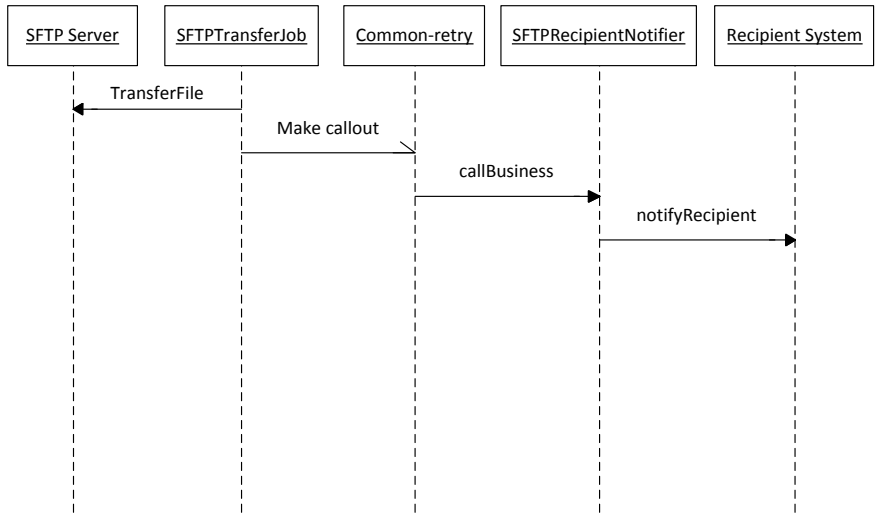 SFTP Server
SFTPTransferJob
Common-retry
SFTPRecipientNotifier
Recipient System
TransferFile
Make callout
callBusiness
notifyRecipient